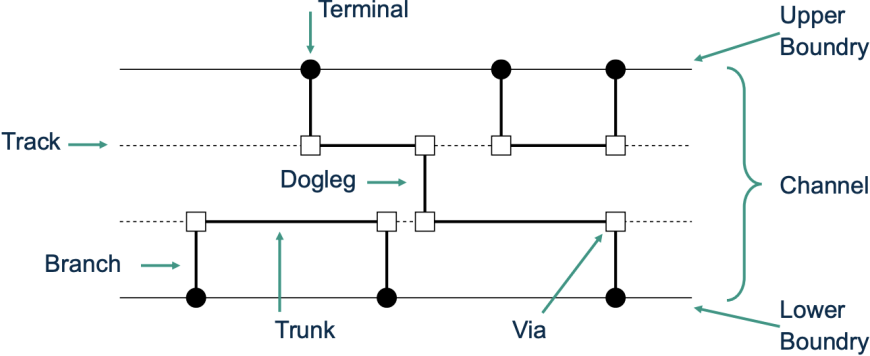 Terminal
Upper
Boundry
Track
Dogleg
Channel
Branch
Trunk
Via
Lower
Boundry